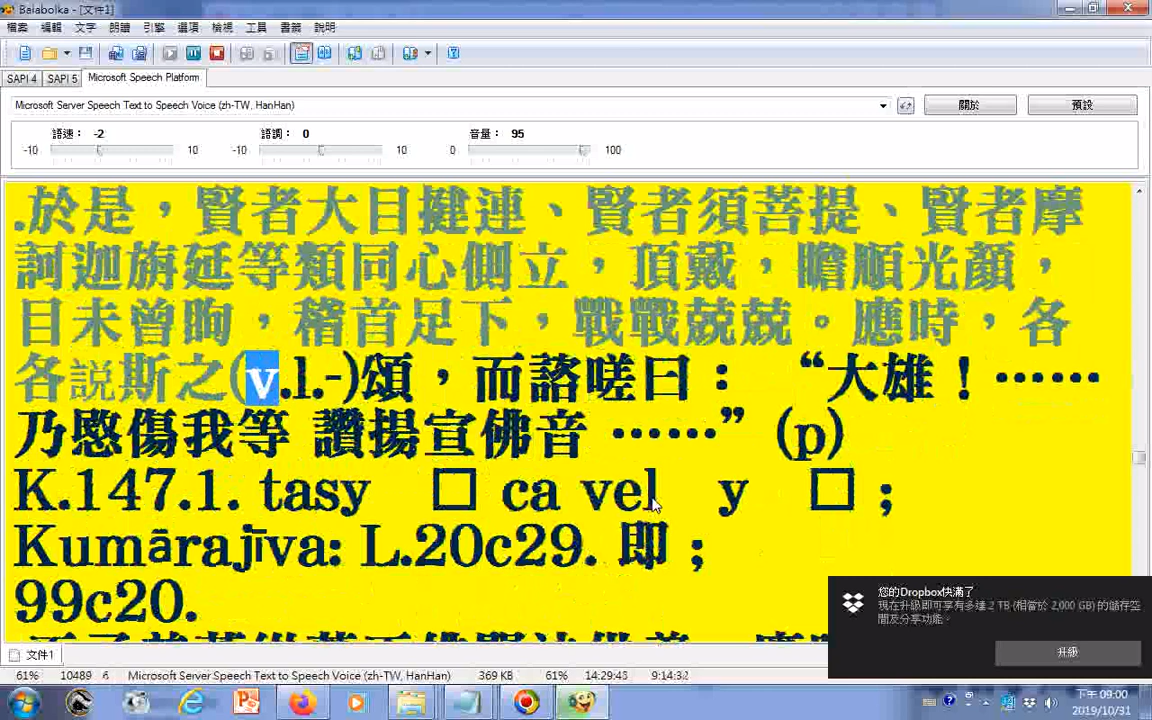 Balabolka - [文件1]
檔案 編輯 文字 朗讀 引擎 選項 檢視 工具 書籤 說明
SAPI 4 SAPI 5 Microsoft Speech Platform
Microsoft Server Speech Text to Speech Voice (zh-TW, HanHan) 關於 預設
語速： -2 語調： 0 音量： 95
-10 10 -10 10 0 100
.於是，賢者大目揵連、賢者須菩提、賢者摩
訶迦旃延等類同心側立，頂戴，瞻順光顏，
目未曾眴，稽首足下，戰戰兢兢。應時，各
各説斯之(v.l.-)頌，而諮嗟曰： “大雄！……
乃愍傷我等 讚揚宣佛音 ……” (p)
K.147.1. tasy □ ca vel y □ ;
Kumārajīva: L.20c29. 即 ;
99c20.
您的Dropbox快滿了
現在升級即可享有多達 2 TB (相當於 2,000 GB) 的儲存空
間及分享功能。
升級
文件1
61% 10489 6 Microsoft Server Speech Text to Speech Voice (zh-TW, HanHan) 369 KB 61% 14:29:43 9:14:32
下午 09:00
2019/10/31